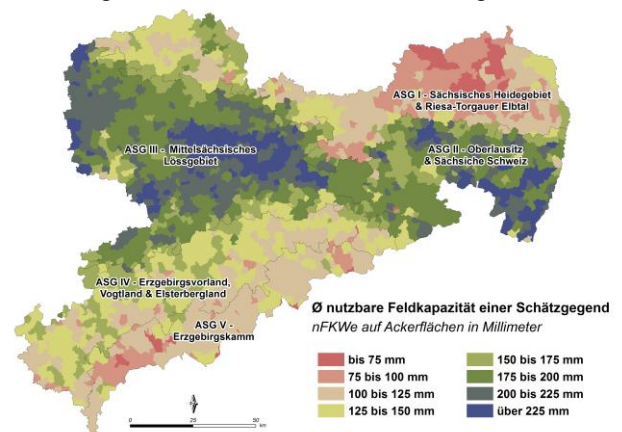 ASG I - Sächsisches Heidegebiet
& Riesa-Torgauer Elbtal
ASG III - Mittelsächsisches
Lössgebiet
ASG II - Oberlausitz
& Sächsiche Schweiz
ASG IV - Erzgebirgsvorland,
Vogtland & Elsterbergland
ASG V -
Erzgebirgskamm
Ø nutzbare Feldkapazität einer Schätzgegend
nFKWe auf Ackerflächen in Millimeter
bis 75 mm
75 bis 100 mm
100 bis 125 mm
125 bis 150 mm
150 bis 175 mm
175 bis 200 mm
200 bis 225 mm
über 225 mm
0 25 50
km